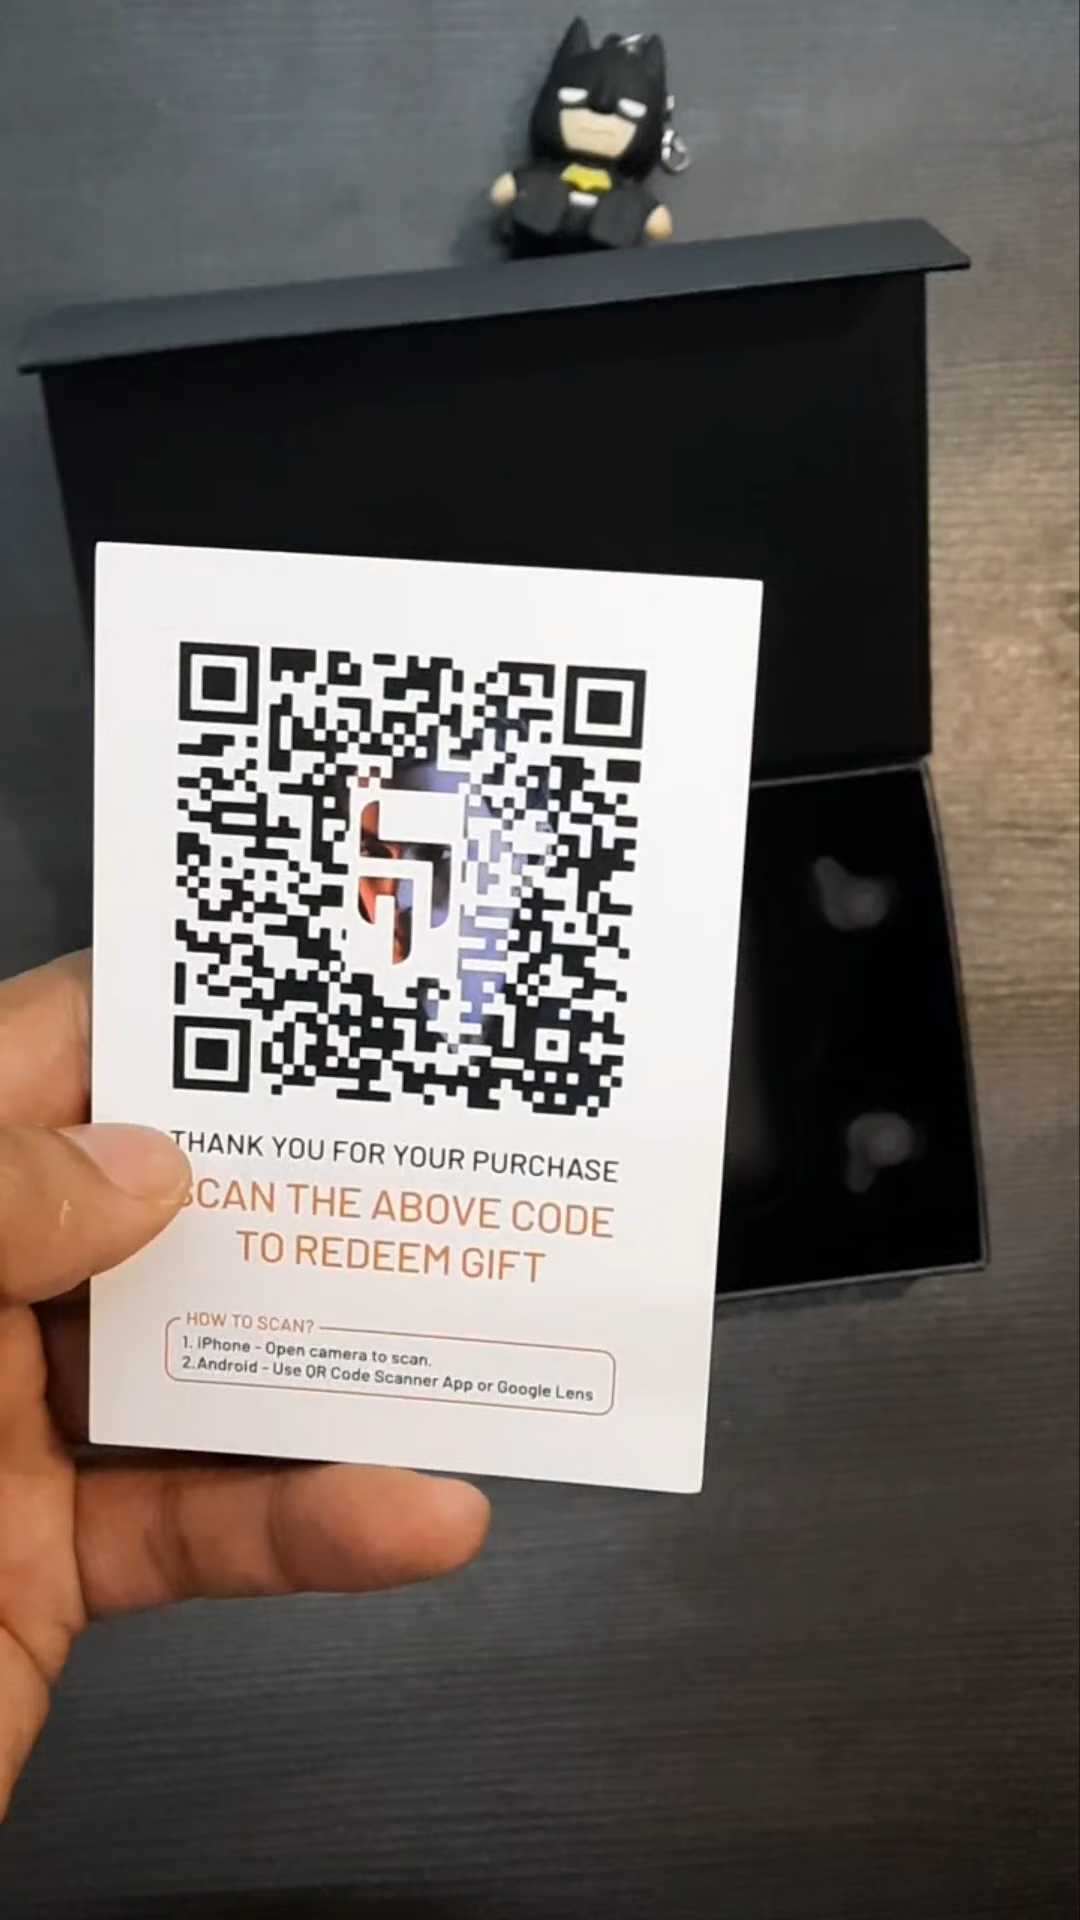 THANK YOU FOR YOUR PURCHASE
SCAN THE ABOVE CODE
TO REDEEM GIFT
HOW TO SCAN?
1. iPhone - Open camera to scan.
2. Android - Use QR Code Scanner App or Google Lens